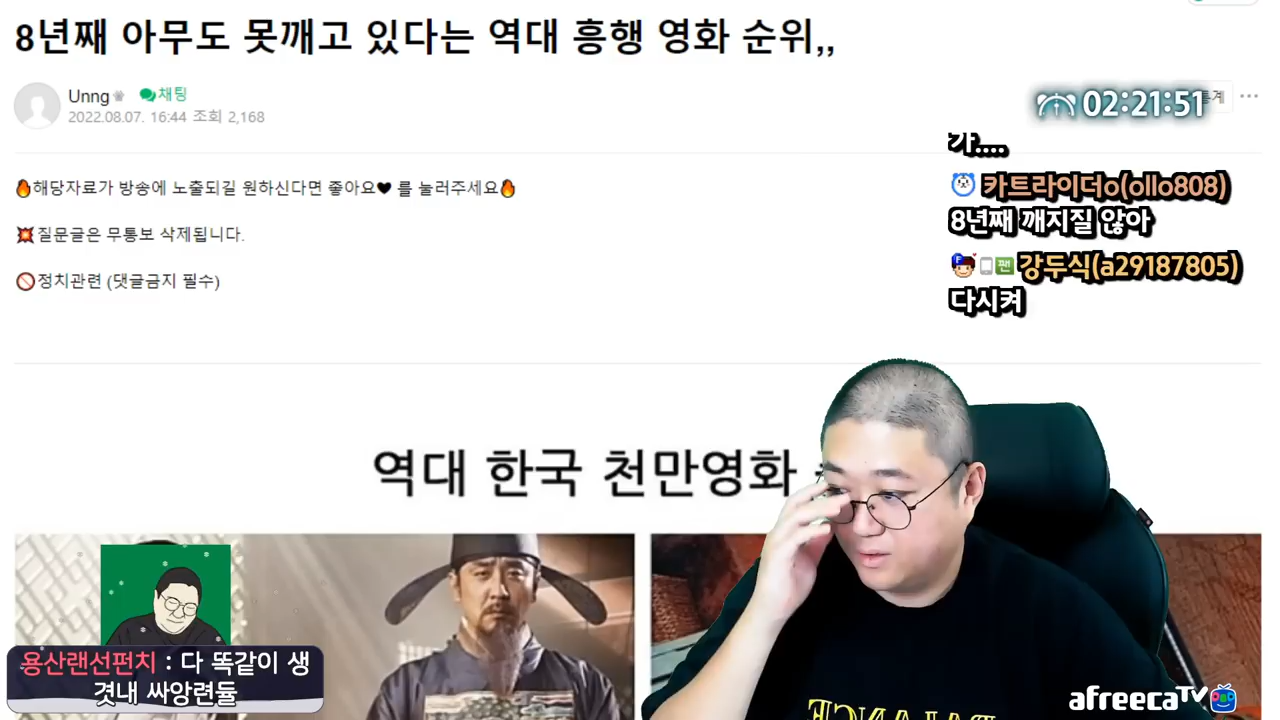 8년째 아무도 못깨고 있다는 역대 흥행 영화 순위,,
Unng 채팅
2022.08.07. 16:44 조회 2,168
🔥해당자료가 방송에 노출되길 원하신다면 좋아요🖤 를 눌러주세요🔥
💥질문글은 무통보 삭제됩니다.
🚫정치관련 (댓글금지 필수)
02:21:51
가....
카트라이더o(ollo808)
8년째 깨지질 않아
F 팬 강두식(a29187805)
다시켜
역대 한국 천만영화
용산랜선펀치 : 다 똑같이 생
겻내 싸앙련듈
BALANCE
afreecaTV